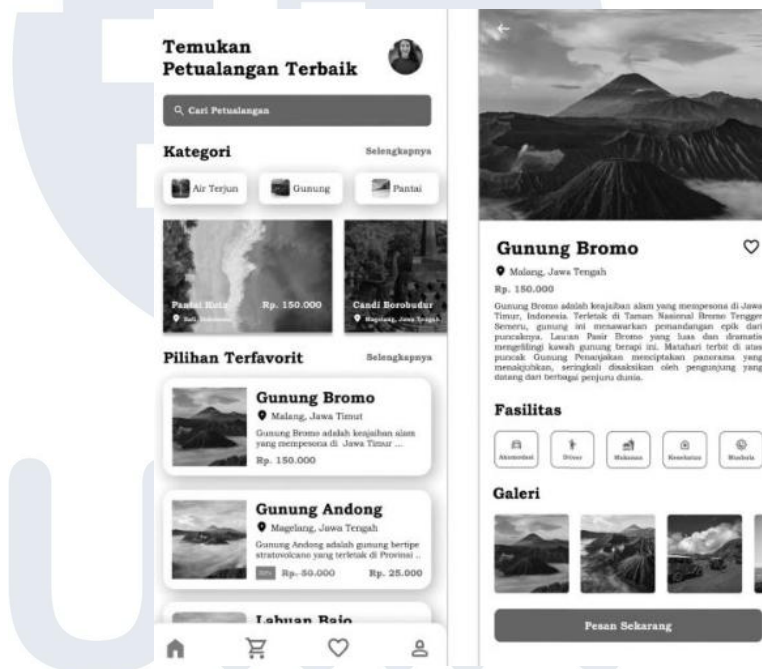 Temukan
Petualangan Terbaik
Cari Petualangan
Kategori
Selengkapnya
Air Terjun
Gunung
Pantai
Pantai Kuta
Rp. 150.000
Bali, Indonesia
Candi Borobudur
Magelang, Jawa Tengah
Pilihan Terfavorit
Selengkapnya
Gunung Bromo
Malang, Jawa Timut
Gunung Bromo adalah keajaiban alam
yang mempesona di Jawa Timur ...
Rp. 150.000
Gunung Andong
Magelang, Jawa Tengah
Gunung Andong adalah gunung bertipe
stratovolcano yang terletak di Provinsi ..
Rp. 50.000
Rp. 25.000
Labuan Bajo
Gunung Bromo
Malang, Jawa Tengah
Rp. 150.000
Gunung Bromo adalah keajaiban alam yang mempesona di Jawa
Timur, Indonesia. Terletak di Taman Nasional Bromo Tengger
Semeru, gunung ini menawarkan pemandangan epik dari
puncaknya. Lautan Pasir Bromo yang luas dan dramatis
mengelilingi kawah gunung berapi ini. Matahari terbit di atas
puncak Gunung Penanjakan menciptakan panorama yang
menakjubkan, seringkali disaksikan oleh pengunjung yang
datang dari berbagai penjuru dunia.
Fasilitas
Akomodasi
Driver
Makanan
Kesehatan
Galeri
Pesan Sekarang